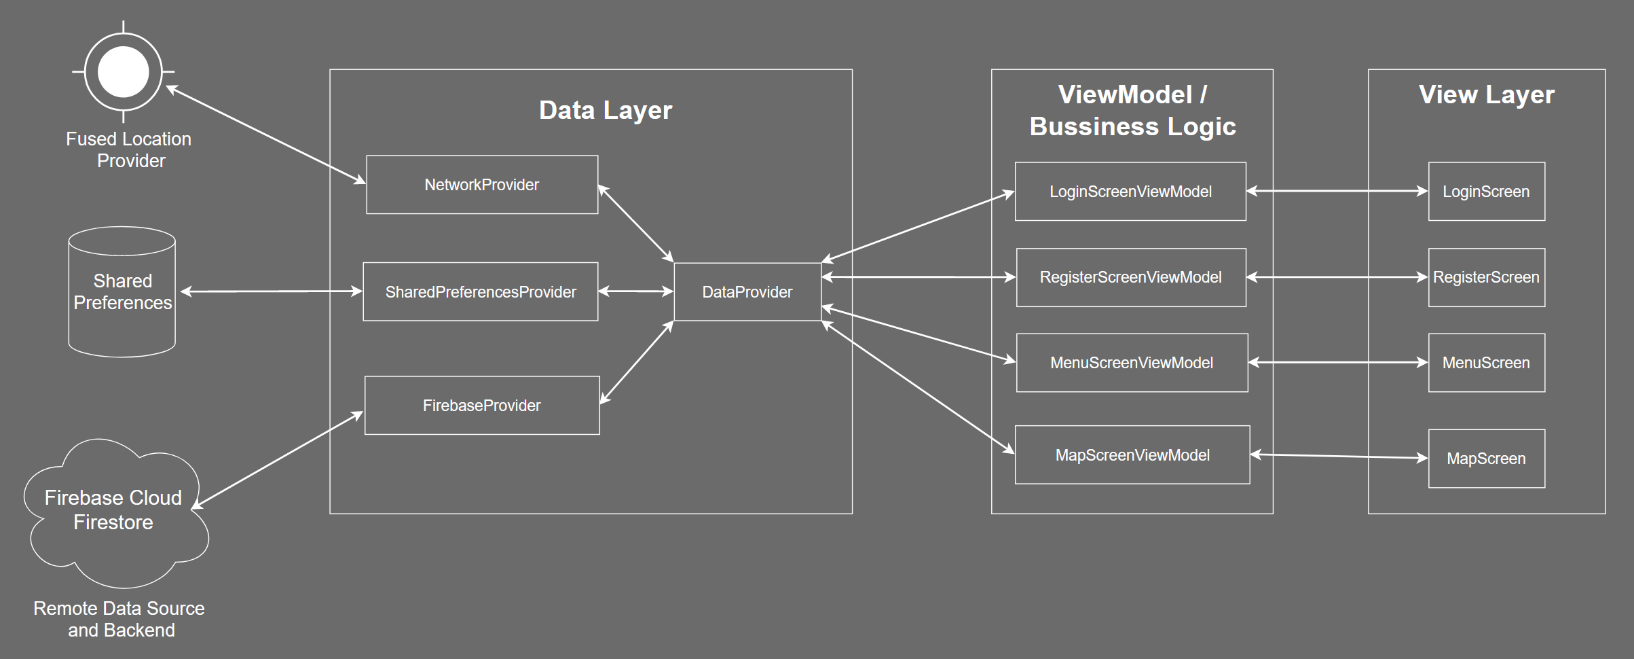 Fused Location
Provider
Shared
Preferences
Firebase Cloud
Firestore
Remote Data Source
and Backend
Data Layer
NetworkProvider
SharedPreferencesProvider
FirebaseProvider
DataProvider
ViewModel /
Bussiness Logic
LoginScreenViewModel
RegisterScreenViewModel
MenuScreenViewModel
MapScreenViewModel
View Layer
LoginScreen
RegisterScreen
MenuScreen
MapScreen